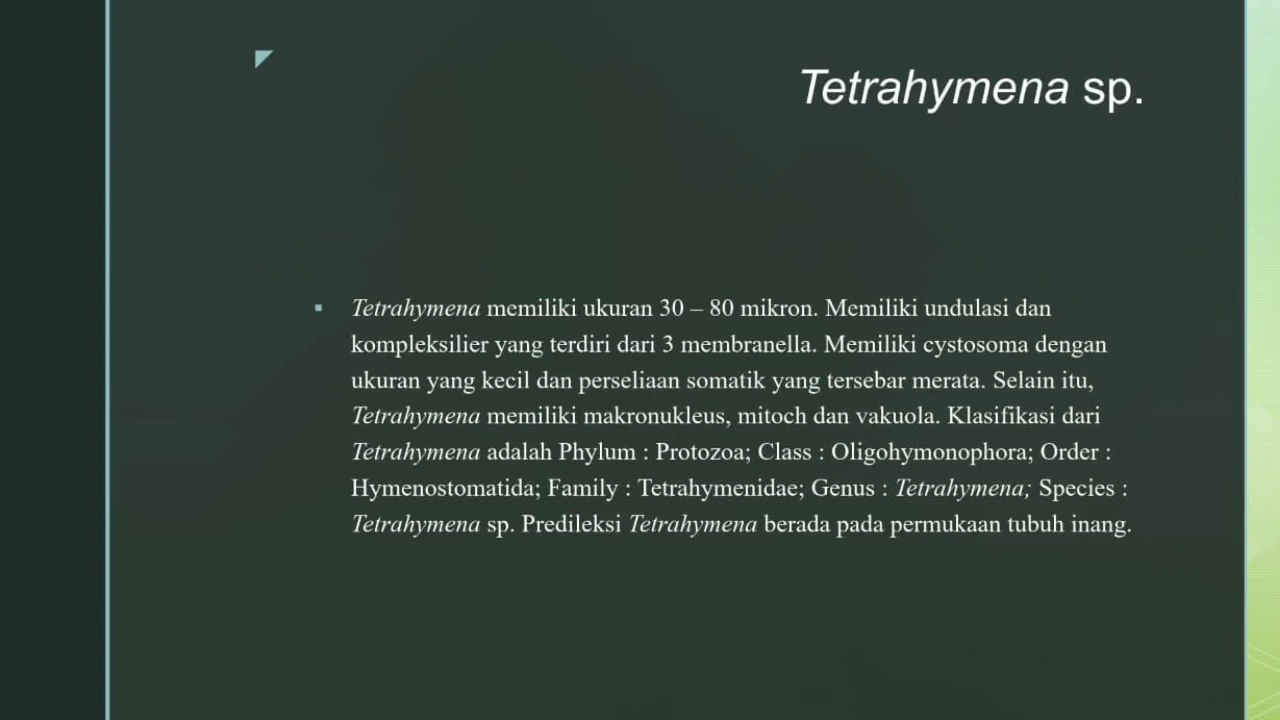 Tetrahymena sp.
Tetrahymena memiliki ukuran 30 – 80 mikron. Memiliki undulasi dan
kompleksilier yang terdiri dari 3 membranella. Memiliki cystosoma dengan
ukuran yang kecil dan perseliaan somatik yang tersebar merata. Selain itu,
Tetrahymena memiliki makronukleus, mitoch dan vakuola. Klasifikasi dari
Tetrahymena adalah Phylum : Protozoa; Class : Oligohymonophora; Order :
Hymenostomatida; Family : Tetrahymenidae; Genus : Tetrahymena; Species :
Tetrahymena sp. Predileksi Tetrahymena berada pada permukaan tubuh inang.